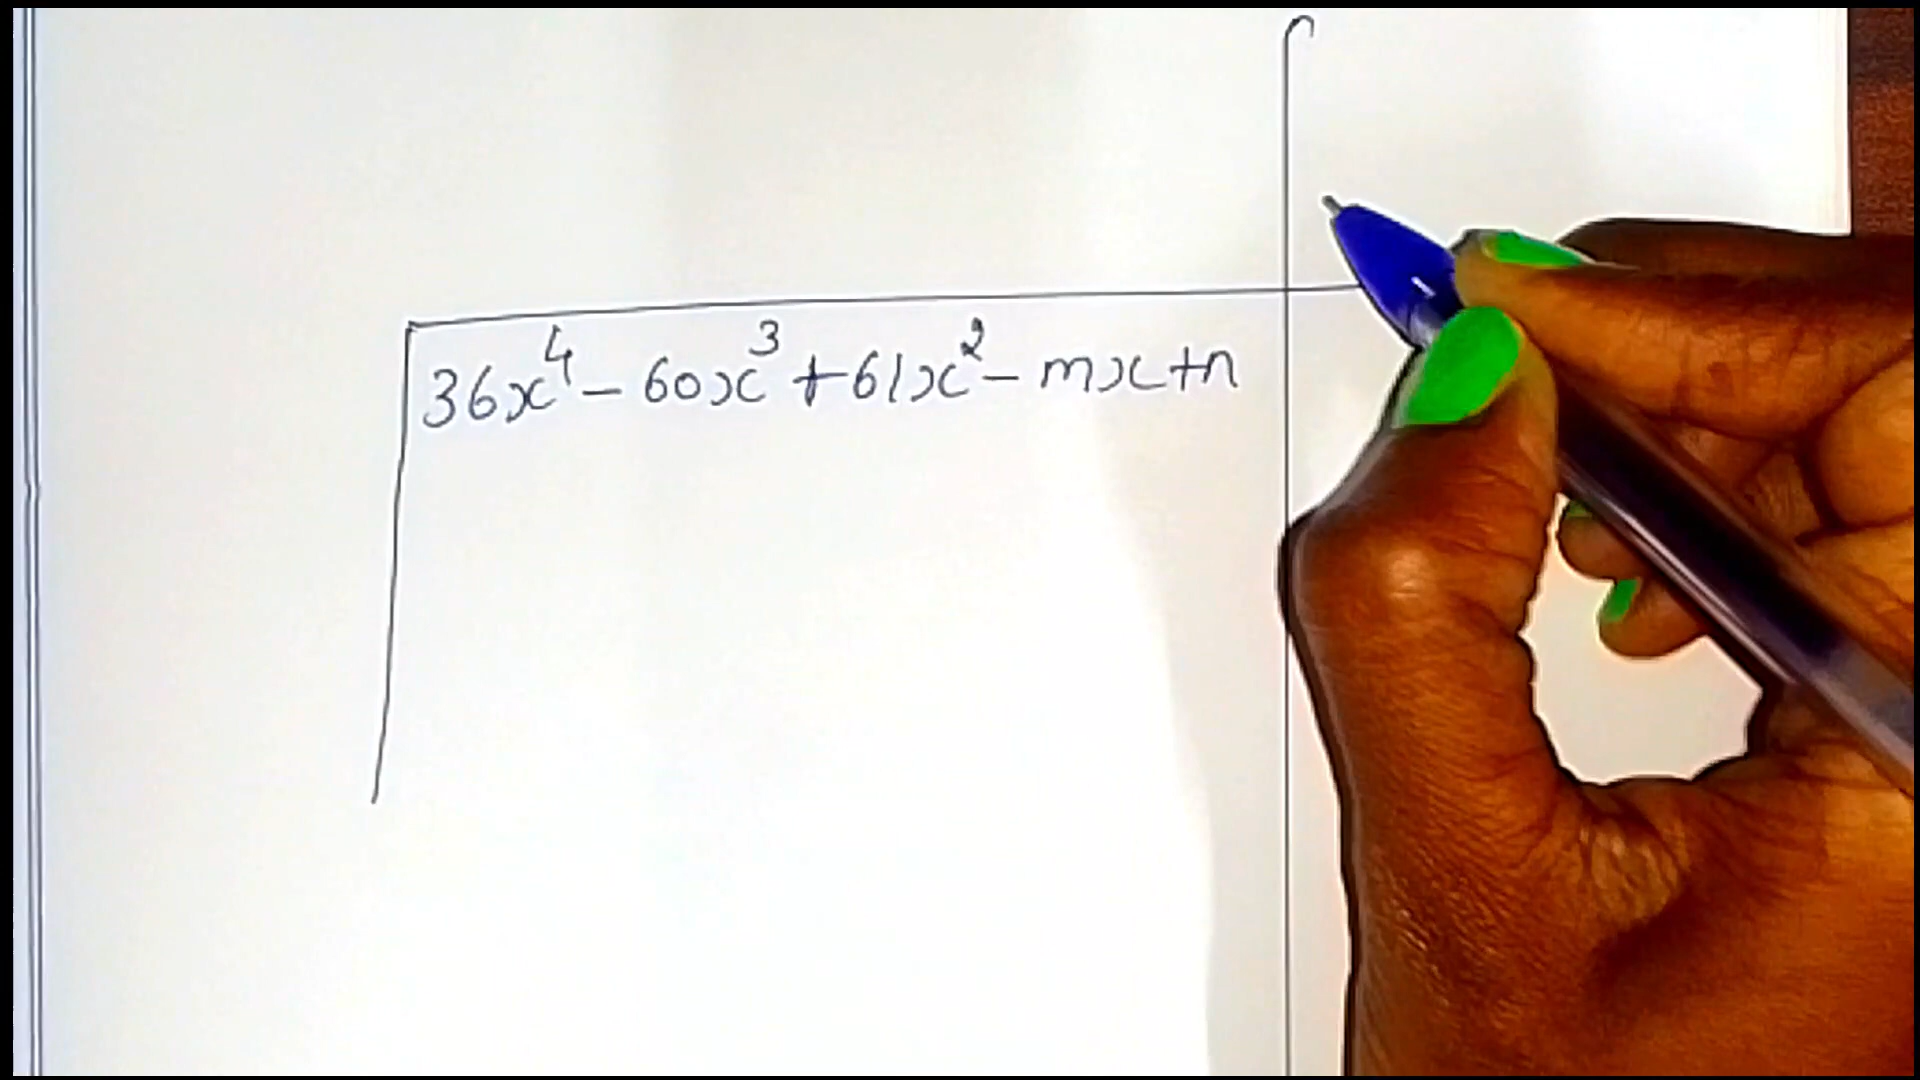 36x⁴ - 60x³ + 61x² - mx + n